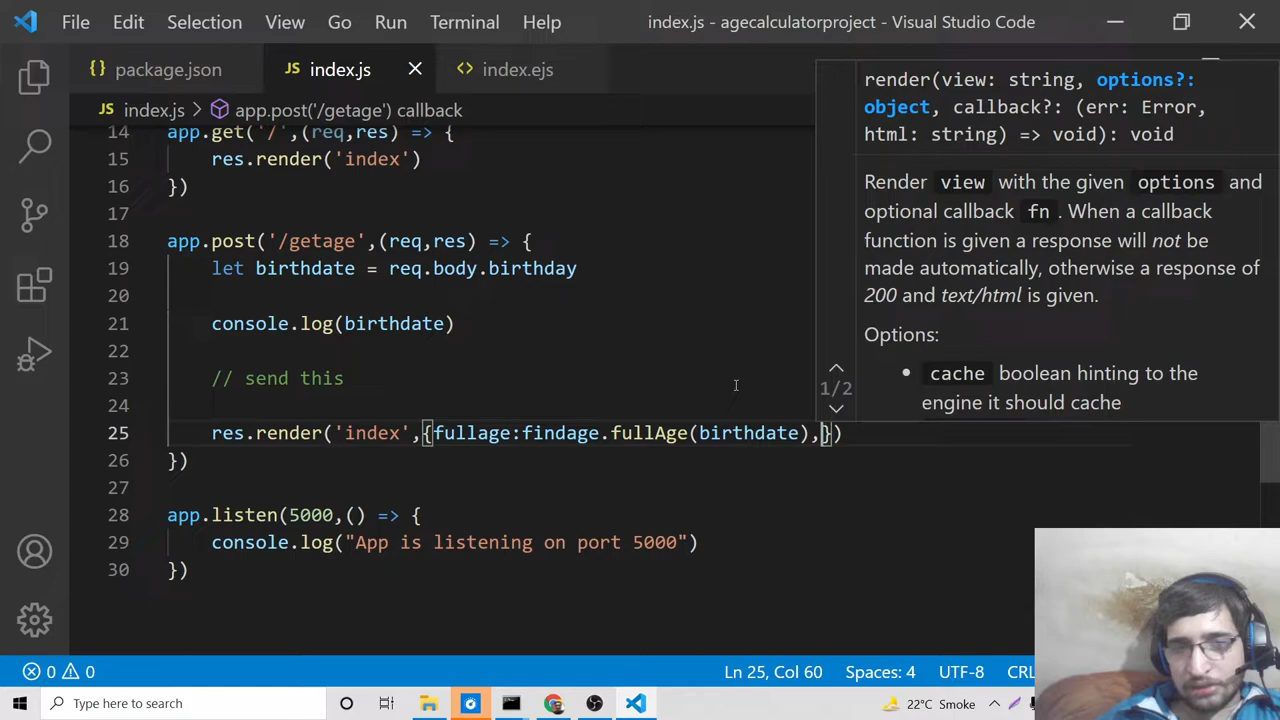 File Edit Selection View Go Run Terminal Help index.js - agecalculatorproject - Visual Studio Code
{} package.json JS index.js <> index.ejs
JS index.js > app.post('/getage') callback
14 app.get('/',(req,res) => {
15 res.render('index')
16 })
17
18 app.post('/getage',(req,res) => {
19 let birthdate = req.body.birthday
20
21 console.log(birthdate)
22
23 // send this
24
25 res.render('index',{fullage:findage.fullAge(birthdate),})
26 })
27
28 app.listen(5000,() => {
29 console.log("App is listening on port 5000")
30 })
render(view: string, options?:
object, callback?: (err: Error,
html: string) => void): void
Render view with the given options and
optional callback fn. When a callback
function is given a response will not be
made automatically, otherwise a response of
200 and text/html is given.
Options:
• cache boolean hinting to the
engine it should cache
1/2
0 0 Ln 25, Col 60 Spaces: 4 UTF-8 CRL
Type here to search 22°C Smoke